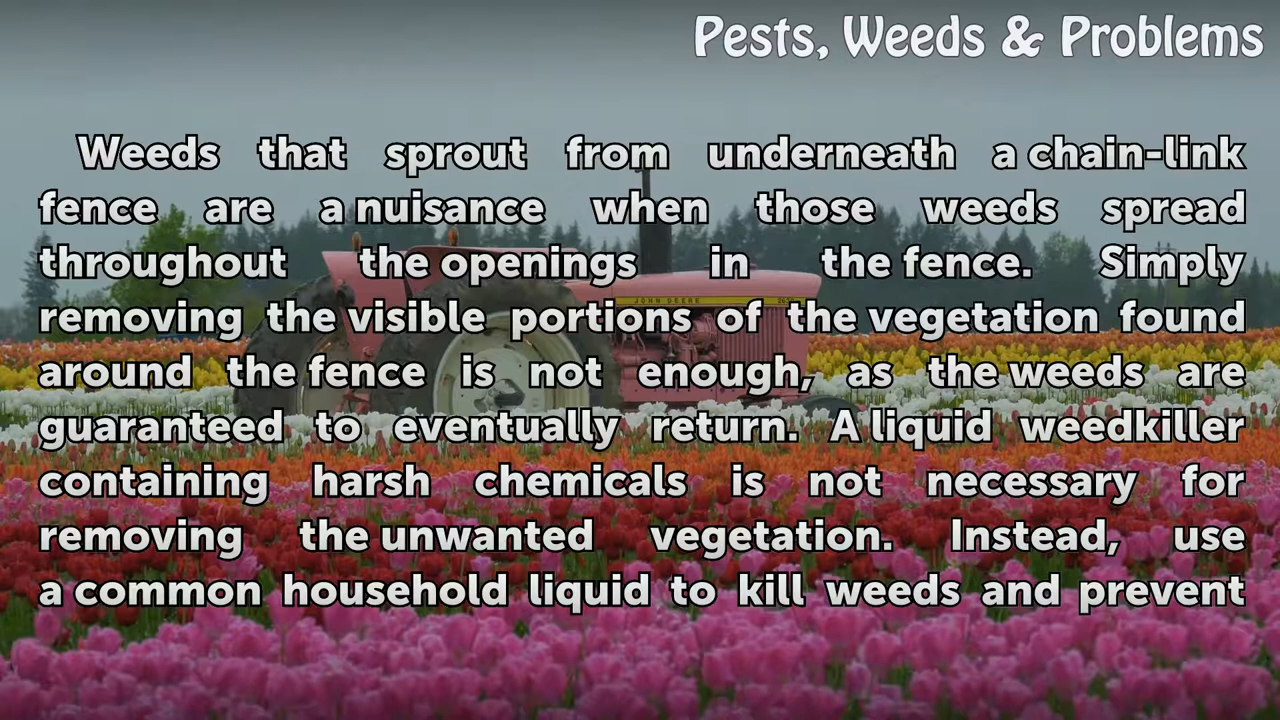 Pests, Weeds & Problems
Weeds that sprout from underneath a chain-link
fence are a nuisance when those weeds spread
throughout the openings in the fence. Simply
removing the visible portions of the vegetation found
around the fence is not enough, as the weeds are
guaranteed to eventually return. A liquid weedkiller
containing harsh chemicals is not necessary for
removing the unwanted vegetation. Instead, use
a common household liquid to kill weeds and prevent
JOHN DEERE